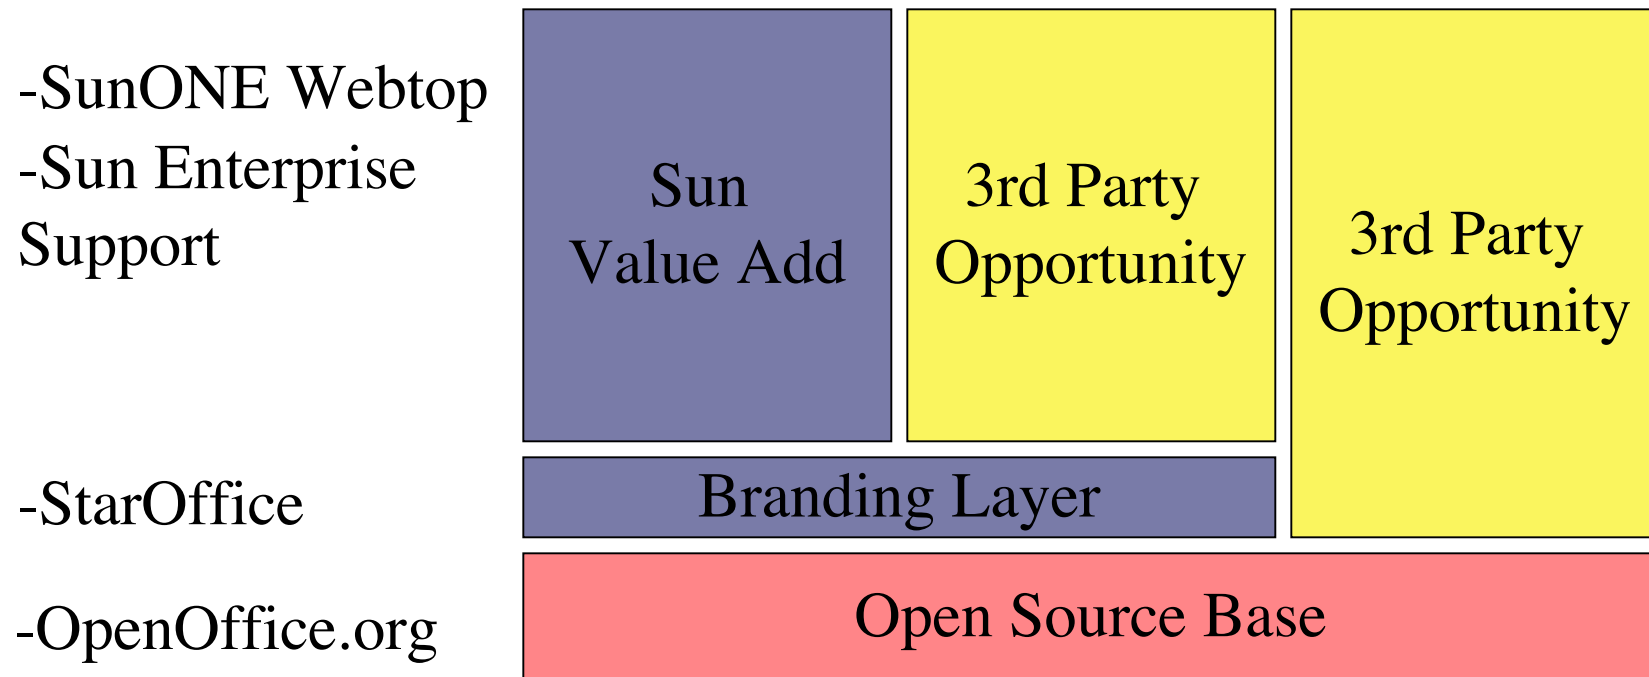 -SunONE Webtop
-Sun Enterprise
Support
-StarOffice
-OpenOffice.org
Sun
Value Add
3rd Party
Opportunity
3rd Party
Opportunity
Branding Layer
Open Source Base